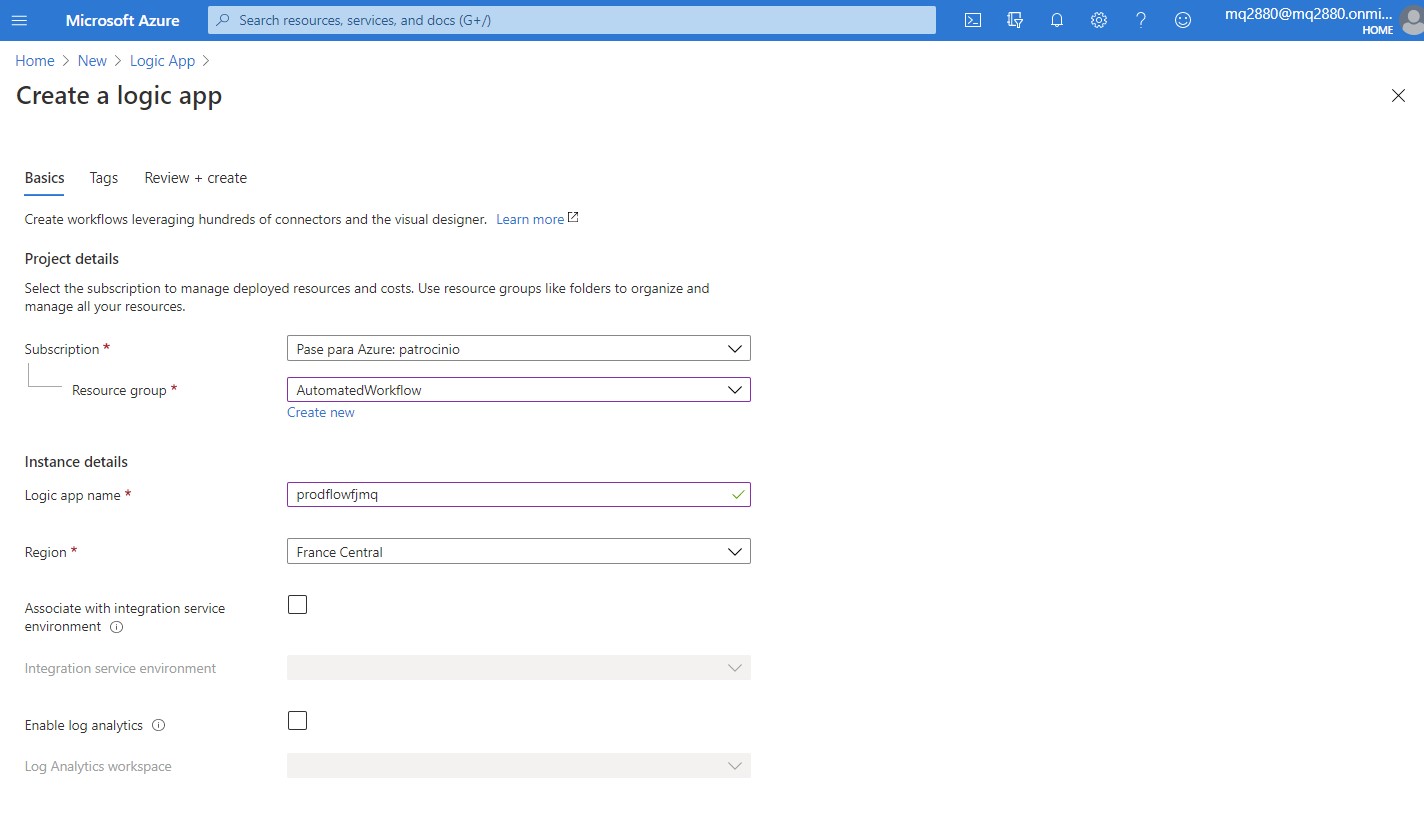 Microsoft Azure
Search resources, services, and docs (G+/)
mq2880@mq2880.onmi...
HOME
Home > New > Logic App >
Create a logic app
Basics Tags Review + create
Create workflows leveraging hundreds of connectors and the visual designer. Learn more
Project details
Select the subscription to manage deployed resources and costs. Use resource groups like folders to organize and
manage all your resources.
Subscription *
Pase para Azure: patrocinio
Resource group *
AutomatedWorkflow
Create new
Instance details
Logic app name *
prodflowfjmq
Region *
France Central
Associate with integration service
environment
Integration service environment
Enable log analytics
Log Analytics workspace